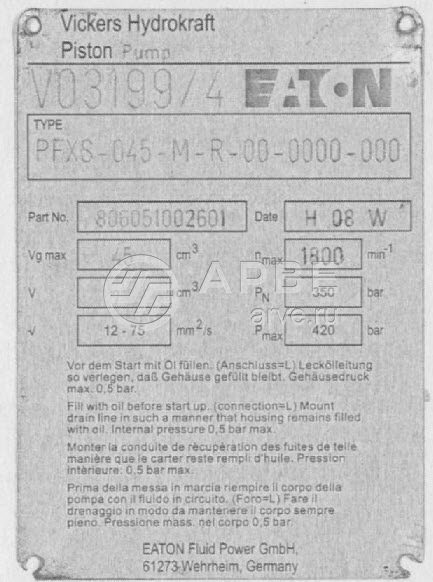 Vickers Hydrokraft
Piston Pump
V03199/4 EATON
TYPE
PFXS-045-M-R-00-0000-000
Part No. 806051002601 Date H 08 W
Vg max 45 cm³ nmax 1800 min⁻¹
V cm³ PN 350 bar
ν 12-75 mm²/s Pmax 420 bar
АРВЕ
arve.ru
Vor dem Start mit Öl füllen. (Anschluss=L) Leckölleitung
so verlegen, daß Gehäuse gefüllt bleibt. Gehäusedruck
max. 0,5 bar.
Fill with oil before start up. (connection=L) Mount
drain line in such a manner that housing remains filled
with oil. Internal pressure 0,5 bar max.
Monter la conduite de récupération des fuites de telle
manière que le carter reste rempli d'huile. Pression
intérieure: 0,5 bar max.
Prima della messa in marcia riempire il corpo della
pompa con il fluido in circuito. (Foro=L) Fare il
drenaggio in modo da mantenere il corpo sempre
pieno. Pressione mass. nel corpo 0,5 bar.
EATON Fluid Power GmbH,
61273 Wehrheim, Germany